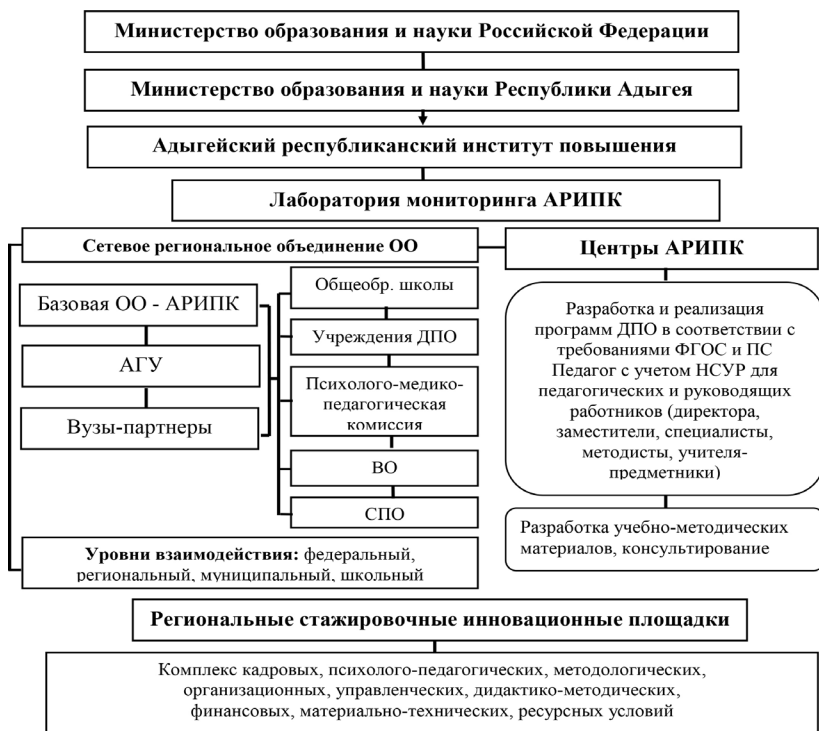 Министерство образования и науки Российской Федерации
Министерство образования и науки Республики Адыгея
Адыгейский республиканский институт повышения
Лаборатория мониторинга АРИПК
Сетевое региональное объединение ОО
Базовая ОО - АРИПК
АГУ
Вузы-партнеры
Общеобр. школы
Учреждения ДПО
Психолого-медико-
педагогическая
комиссия
ВО
СПО
Уровни взаимодействия: федеральный,
региональный, муниципальный, школьный
Центры АРИПК
Разработка и реализация
программ ДПО в соответствии с
требованиями ФГОС и ПС
Педагог с учетом НСУР для
педагогических и руководящих
работников (директора,
заместители, специалисты,
методисты, учителя-
предметники)
Разработка учебно-методических
материалов, консультирование
Региональные стажировочные инновационные площадки
Комплекс кадровых, психолого-педагогических, методологических,
организационных, управленческих, дидактико-методических,
финансовых, материально-технических, ресурсных условий